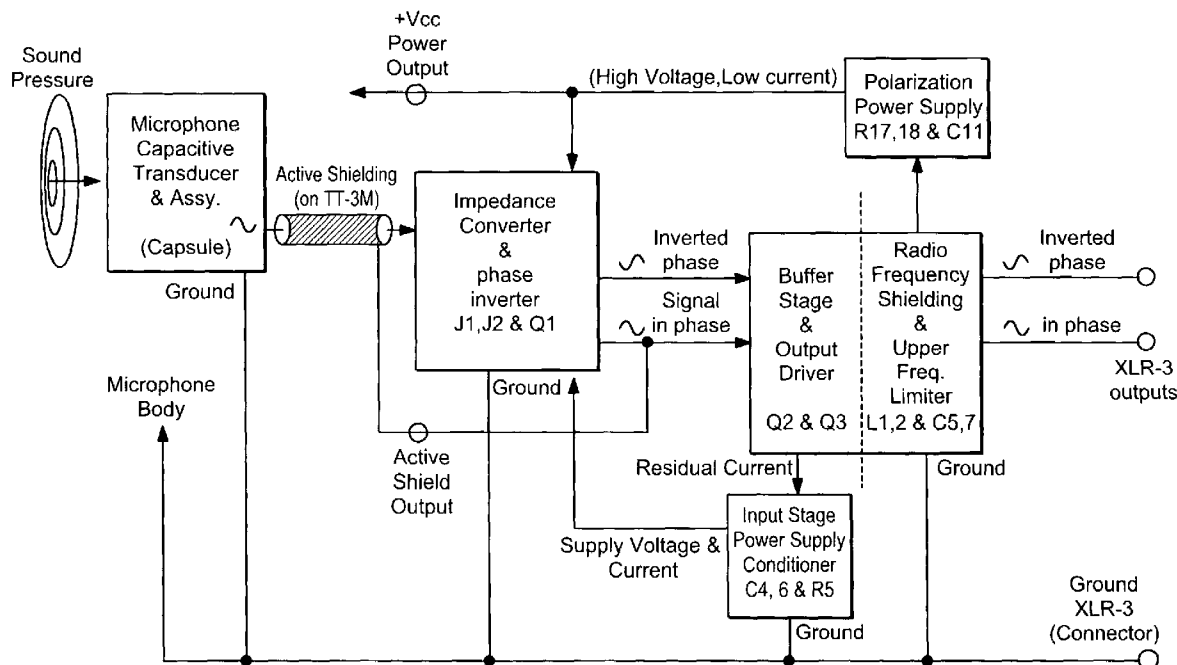 Sound
Pressure
Microphone
Capacitive
Transducer
& Assy.
(Capsule)
Ground
Active Shielding
(on TT-3M)
+Vcc
Power
Output
(High Voltage,Low current)
Polarization
Power Supply
R17,18 & C11
Impedance
Converter
&
phase
inverter
J1,J2 & Q1
Ground
Inverted
phase
Signal
in phase
Buffer
Stage
&
Output
Driver
Q2 & Q3
Radio
Frequency
Shielding
&
Upper
Freq.
Limiter
L1,2 & C5,7
Inverted
phase
in phase
XLR-3
outputs
Microphone
Body
Active
Shield
Output
Residual Current
Ground
Supply Voltage &
Current
Input Stage
Power Supply
Conditioner
C4, 6 & R5
Ground
Ground
XLR-3
(Connector)